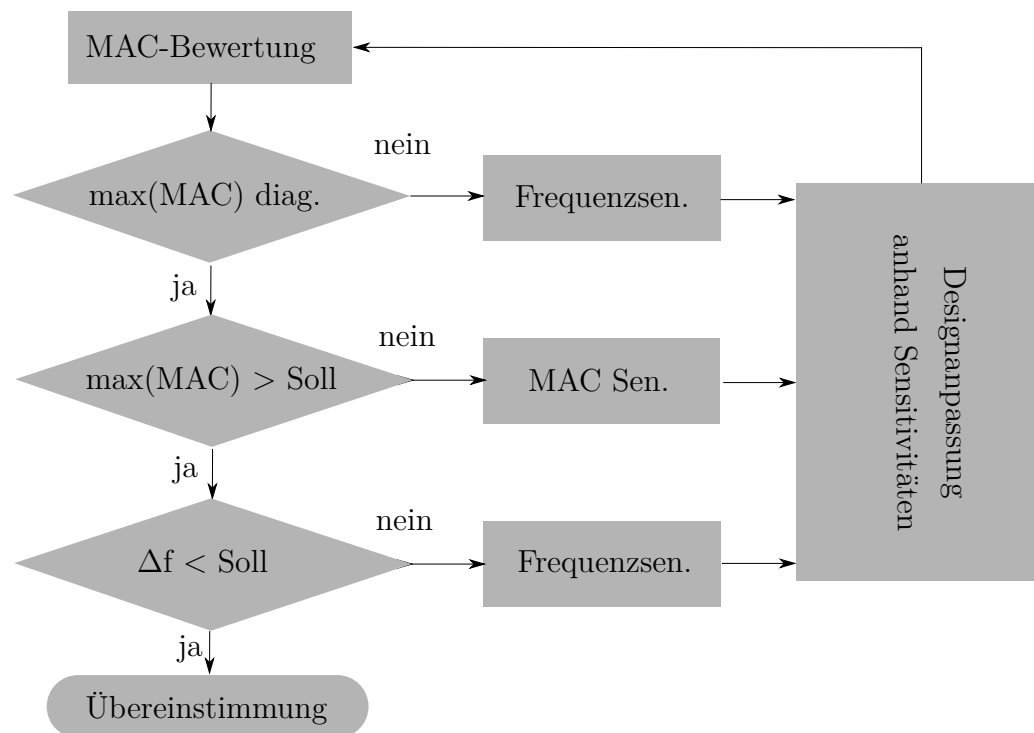 MAC-Bewertung
nein
max(MAC) diag.
Frequenzsen.
ja
nein
max(MAC) > Soll
MAC Sen.
Designanpassung
anhand Sensitivitäten
ja
nein
Δf < Soll
Frequenzsen.
ja
Übereinstimmung